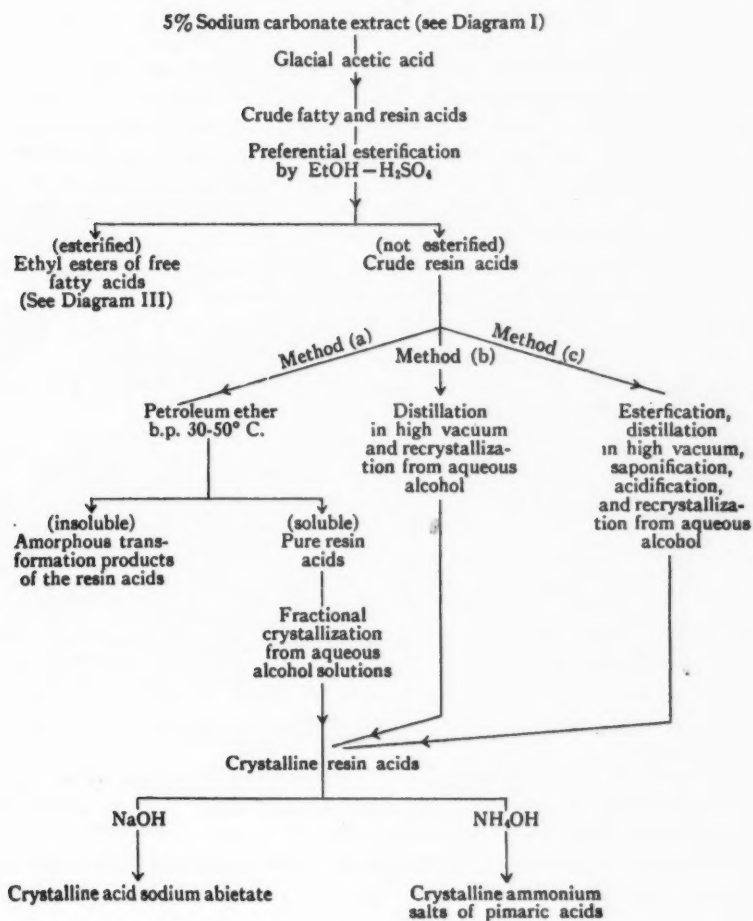 5% Sodium carbonate extract (see Diagram I)
Glacial acetic acid
Crude fatty and resin acids
Preferential esterification
by EtOH—H₂SO₄
(esterified)
Ethyl esters of free
fatty acids
(See Diagram III)
(not esterified)
Crude resin acids
Method (a)
Method (b)
Method (c)
Petroleum ether
b.p. 30-50° C.
Distillation
in high vacuum
and recrystalliza-
tion from aqueous
alcohol
Esterfication,
distillation
in high vacuum,
saponification,
acidification,
and recrystalliza-
tion from aqueous
alcohol
(insoluble)
Amorphous trans-
formation products
of the resin acids
(soluble)
Pure resin
acids
Fractional
crystallization
from aqueous
alcohol solutions
Crystalline resin acids
NaOH
NH₄OH
Crystalline acid sodium abietate
Crystalline ammonium
salts of pimaric acids